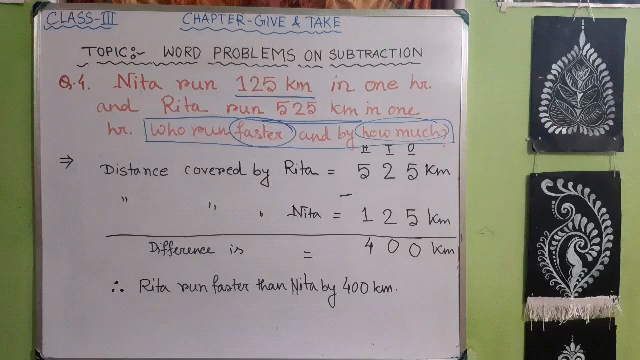 CLASS-III CHAPTER-GIVE & TAKE
TOPIC:- WORD PROBLEMS ON SUBTRACTION
Q.4. Nita run 125 km in one hr.
and Rita run 525 km in one
hr. Who run faster and by how much?
H T O
⇒ Distance covered by Rita = 5 2 5 km
" " " Nita = - 1 2 5 km
Difference is = 4 0 0 km
∴ Rita run faster than Nita by 400 km.